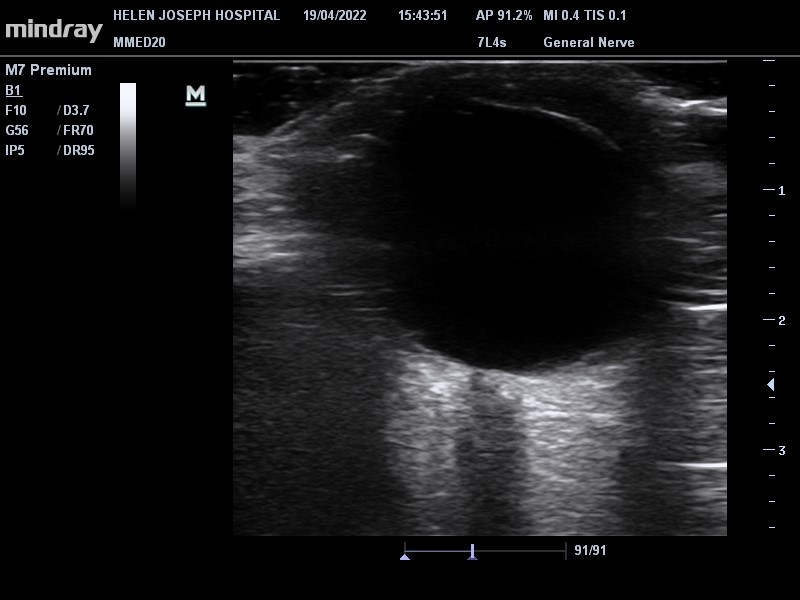 mindray
HELEN JOSEPH HOSPITAL 19/04/2022 15:43:51 AP 91.2% MI 0.4 TIS 0.1
MMED20 7L4s General Nerve
M7 Premium
B1
F10 / D3.7
G56 / FR70
IP5 / DR95
M
1
2
3
91/91